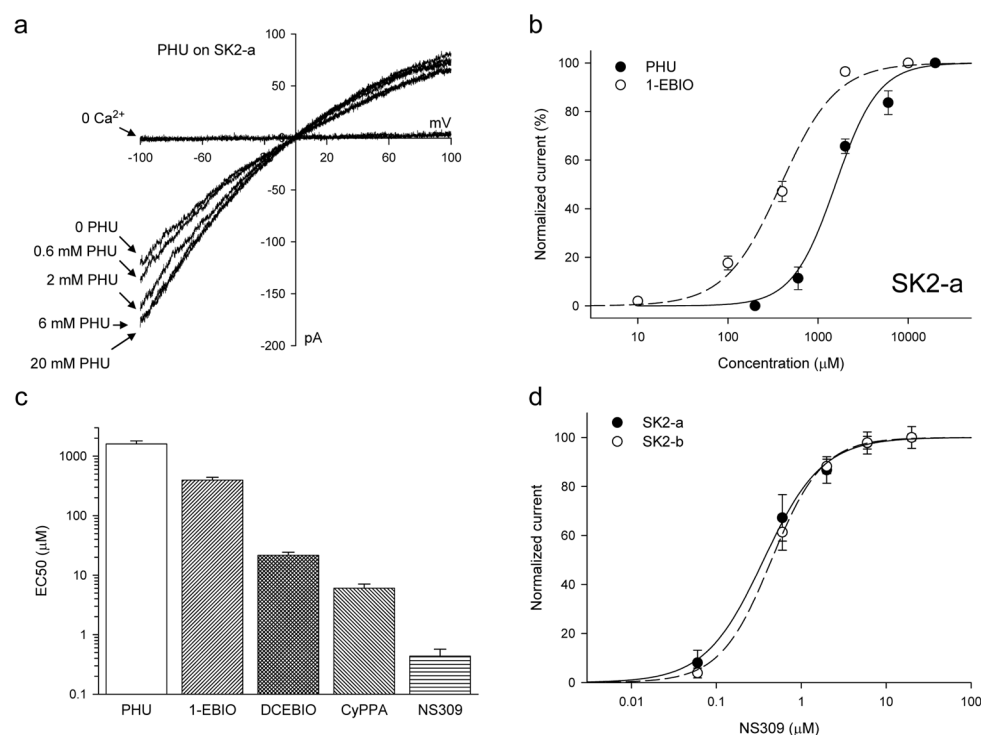 a
PHU on SK2-a
100
50
0 Ca2+
mV
-100
-60
-20
20
60
100
-50
-100
-150
-200
pA
0 PHU
0.6 mM PHU
2 mM PHU
6 mM PHU
20 mM PHU
b
PHU
1-EBIO
100
80
60
40
20
0
Normalized current (%)
SK2-a
10
100
1000
10000
Concentration (μM)
c
1000
100
10
1
0.1
EC50 (μM)
PHU 1-EBIO DCEBIO CyPPA NS309
d
SK2-a
SK2-b
100
80
60
40
20
0
Normalized current
0.01
0.1
1
10
100
NS309 (μM)